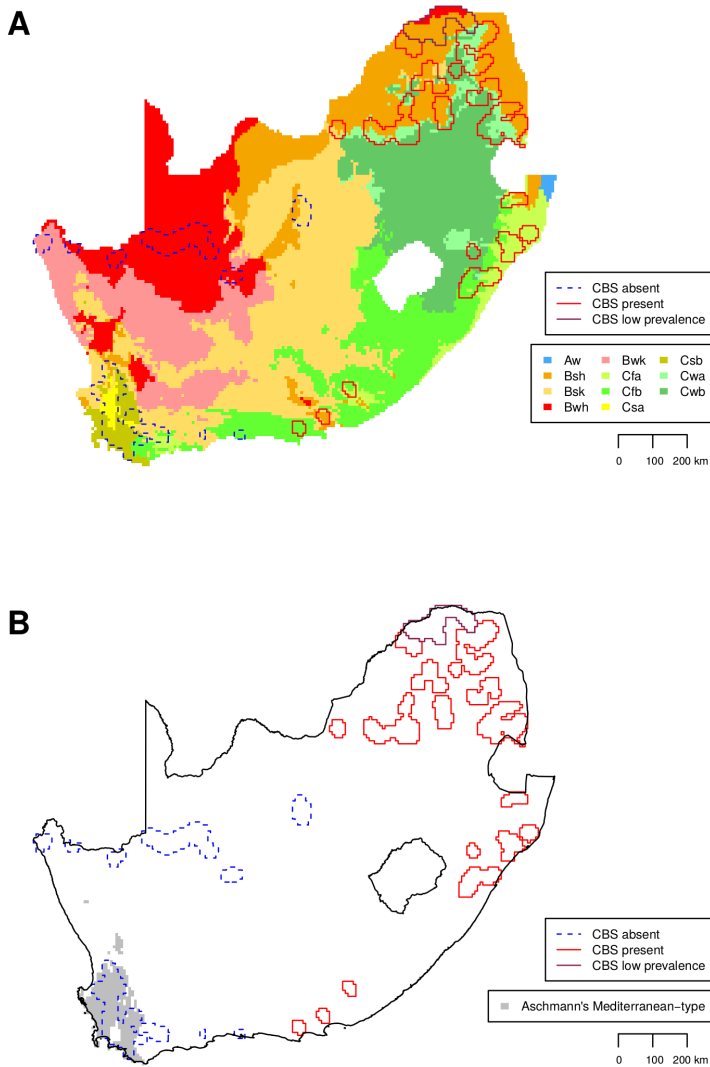 A
CBS absent
CBS present
CBS low prevalence
Aw Bwk Csb
Bsh Cfa Cwa
Bsk Cfb Cwb
Bwh Csa
0 100 200 km
B
CBS absent
CBS present
CBS low prevalence
Aschmann's Mediterranean−type
0 100 200 km